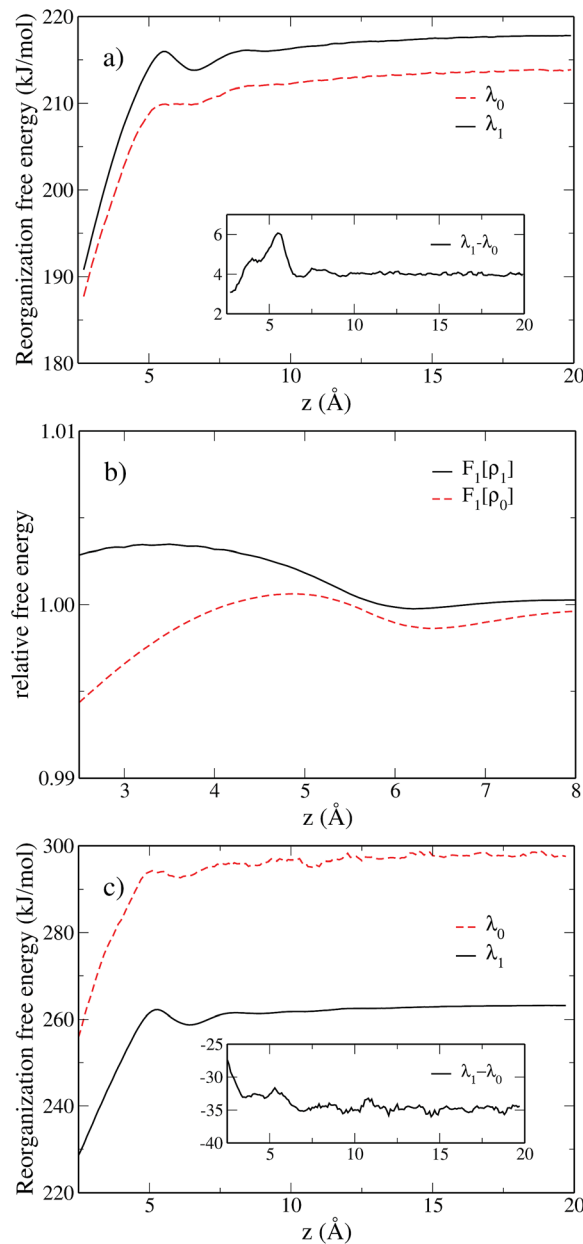 220
a)
210
λ₀
λ₁
200
6
λ₁-λ₀
4
190
2
5 10 15 20
180
5 10 15 20
z (Å)
Reorganization free energy (kJ/mol)
1.01
b)
F₁[ρ₁]
F₁[ρ₀]
1.00
0.99
3 4 5 6 7 8
z (Å)
relative free energy
300
c)
280
λ₀
λ₁
260
-25
λ₁−λ₀
-30
240
-35
-40
5 10 15 20
220
5 10 15 20
z (Å)
Reorganization free energy (kJ/mol)